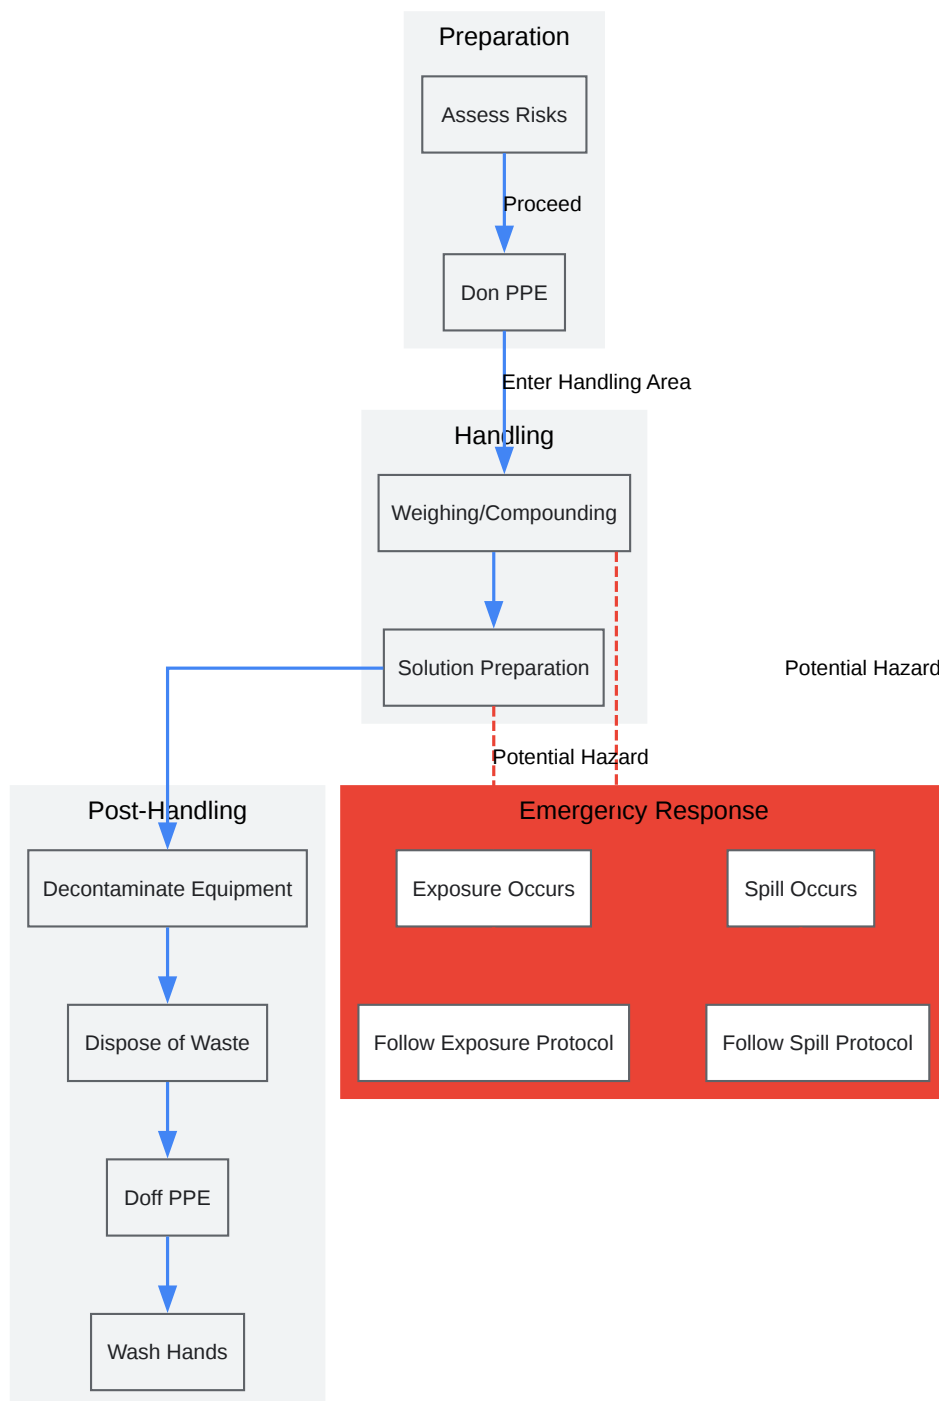 Preparation
Assess Risks
Proceed
Don PPE
Enter Handling Area
Handling
Weighing/Compounding
Solution Preparation
Potential Hazard
Potential Hazard
Post-Handling
Emergency Response
Decontaminate Equipment
Exposure Occurs
Spill Occurs
Dispose of Waste
Follow Exposure Protocol
Follow Spill Protocol
Doff PPE
Wash Hands